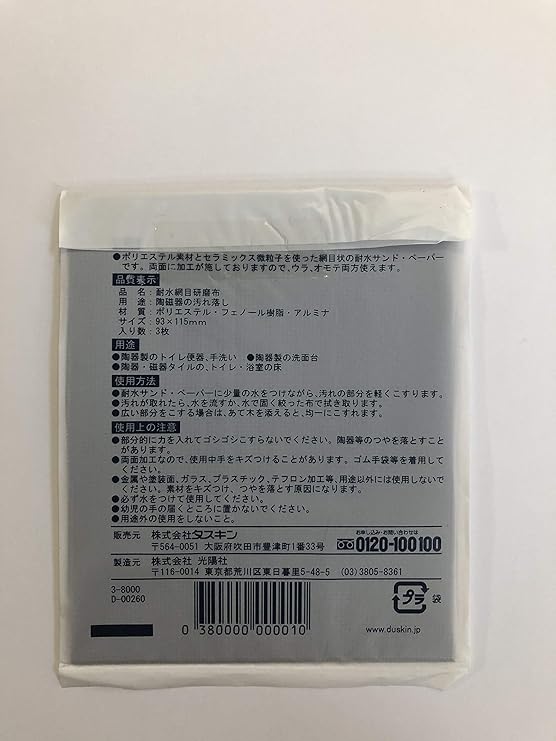 ●ポリエステル素材とセラミックス微粒子を使った網目状の耐水サンド・ペーパー
です。両面に加工が施しておりますので、ウラ、オモテ両方使えます。
品質表示
品 名：耐水網目研磨布
用 途：陶磁器の汚れ落し
材 質：ポリエステル・フェノール樹脂・アルミナ
サイズ：93×115mm
入り数：3枚
用途
●陶器製のトイレ便器、手洗い ●陶器製の洗面台
●陶器・磁器タイルの、トイレ・浴室の床
使用方法
●耐水サンド・ペーパーに少量の水をつけながら、汚れの部分を軽くこすります。
●汚れが取れたら、水を流すか、水で固く絞った布で拭き取ります。
●広い部分をこする場合は、あて木を添えると、均一にこすれます。
使用上の注意
●部分的に力を入れてゴシゴシこすらないでください。陶器等のつやを落とすこと
があります。
●両面加工なので、使用中手をキズつけることがあります。ゴム手袋等を着用して
ください。
●金属や塗装面、ガラス、プラスチック、テフロン加工等、用途以外には使用しないで
ください。素材をキズつけ、つやを落とす原因になります。
●必ず水をつけて使用してください。
●幼児の手の届くところに置かないでください。
●用途外の使用をしないこと。
販売元 株式会社ダスキン
〒564-0051 大阪府吹田市豊津町1番33号
お申し込み・お問い合わせは
0120-100100
製造元 株式会社 光陽社
〒116-0014 東京都荒川区東日暮里5-48-5 (03)3805-8361
3-8000
D-00260
0 380000 000010
プラ 袋
www.duskin.jp